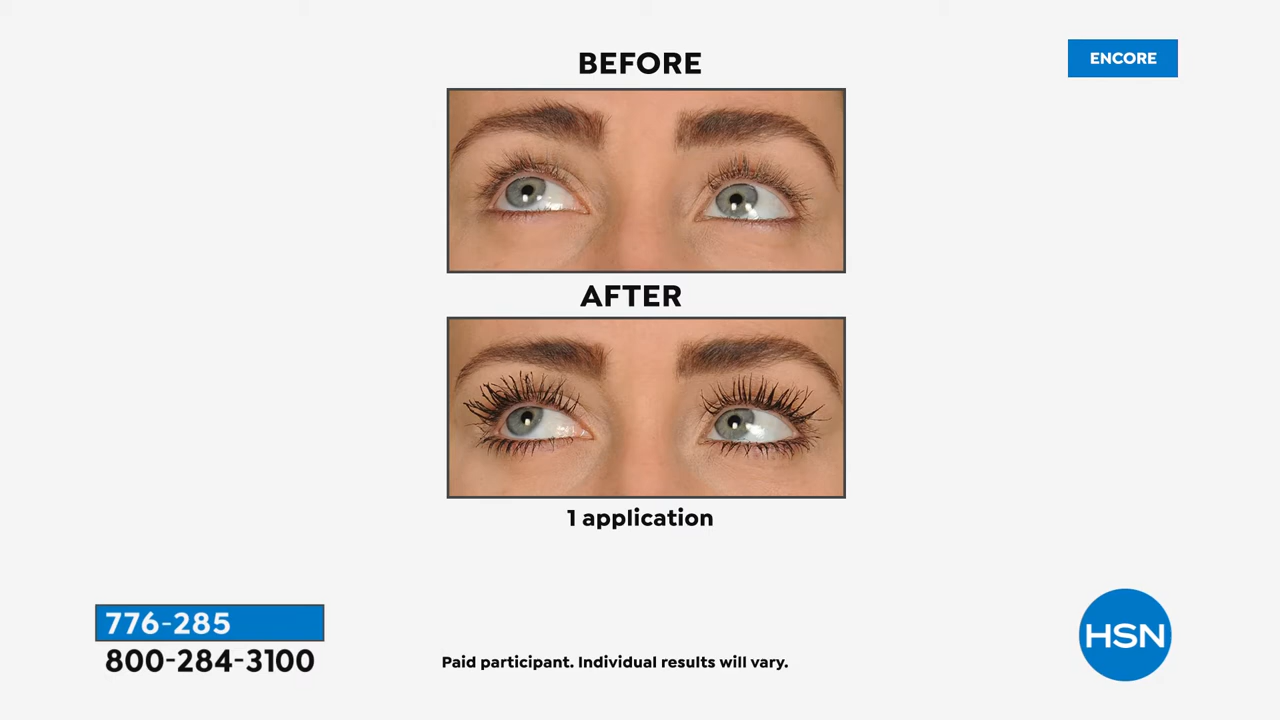 BEFORE
ENCORE
AFTER
1 application
776-285
800-284-3100
Paid participant. Individual results will vary.
HSN